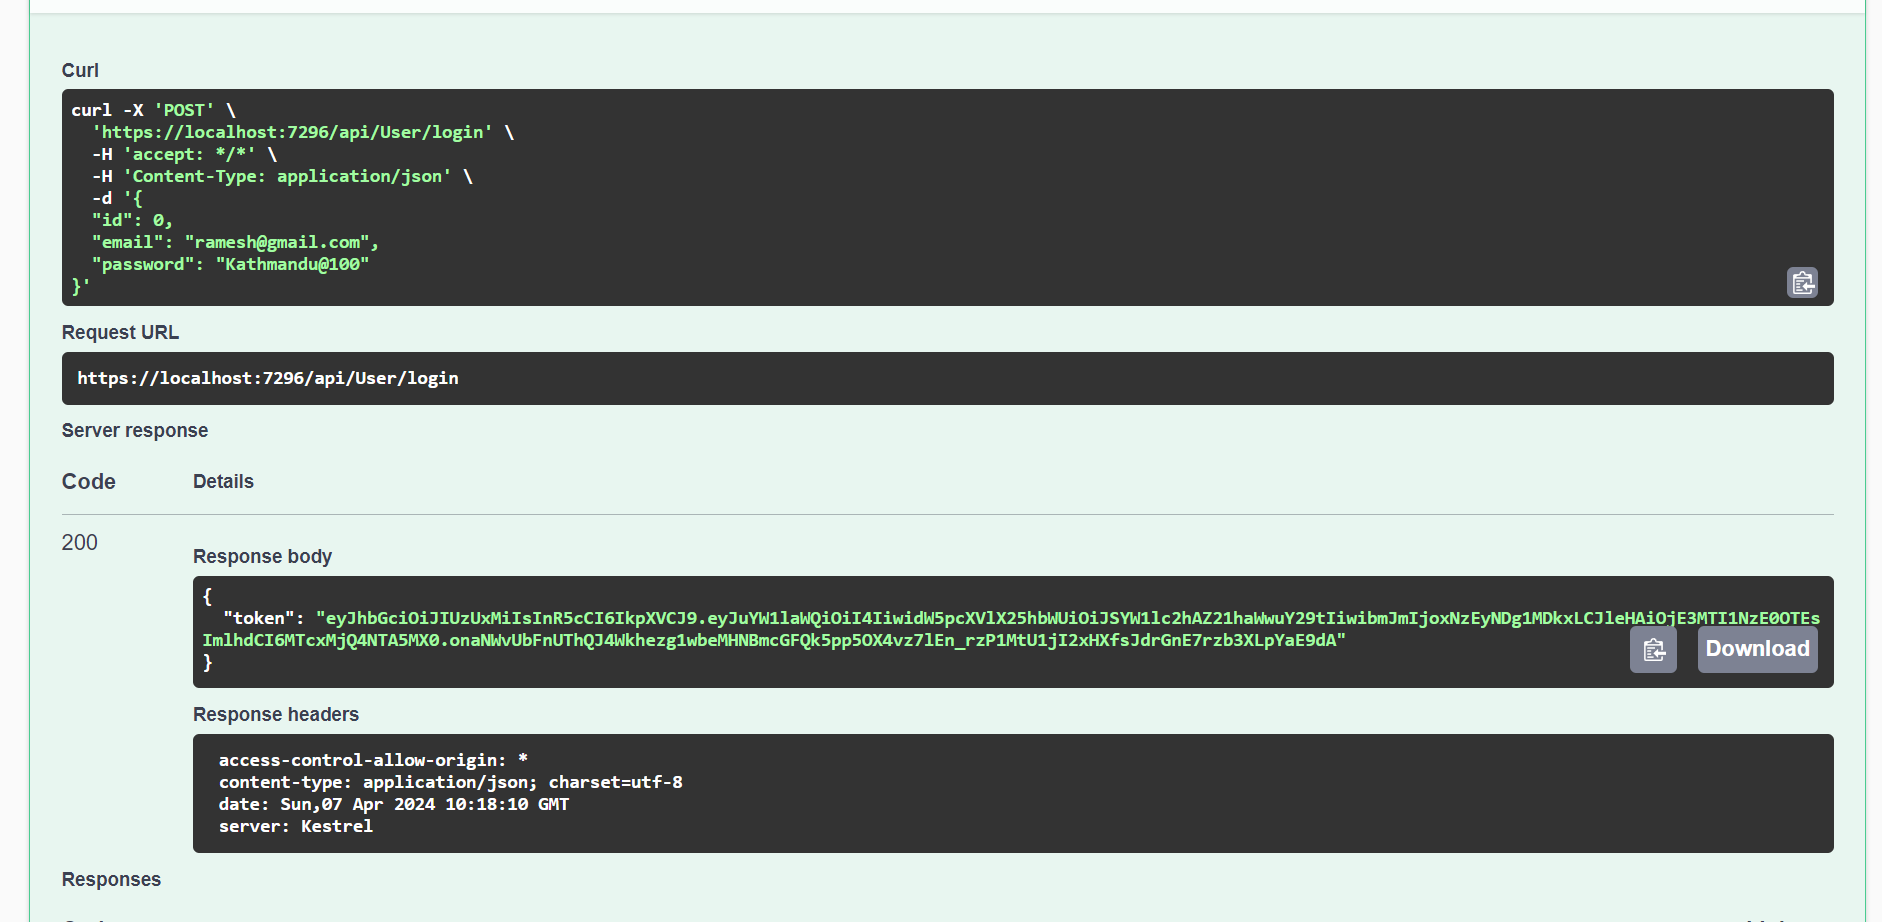 Curl
curl -X 'POST' \
'https://localhost:7296/api/User/login' \
-H 'accept: */*' \
-H 'Content-Type: application/json' \
-d '{
"id": 0,
"email": "ramesh@gmail.com",
"password": "Kathmandu@100"
}'
Request URL
https://localhost:7296/api/User/login
Server response
Code Details
200
Response body
{
"token": "eyJhbGciOiJIUzUxMiIsInR5cCI6IkpXVCJ9.eyJuYW1laWQiOiI4IiwidW5pcXVlX25hbWUiOiJSYW1lc2hAZ21haWwuY29tIiwibmJmIjoxNzEyNDg1MDkxLCJleHAiOjE3MTI1NzE0OTEs
ImlhdCI6MTcxMjQ4NTA5MX0.onaNWvUbFnUThQJ4Wkhezg1wbeMHNBmcGFQk5pp5OX4vz7lEn_rzP1MtU1jI2xHXfsJdrGnE7rzb3XLpYaE9dA"
}
Download
Response headers
access-control-allow-origin: *
content-type: application/json; charset=utf-8
date: Sun,07 Apr 2024 10:18:10 GMT
server: Kestrel
Responses